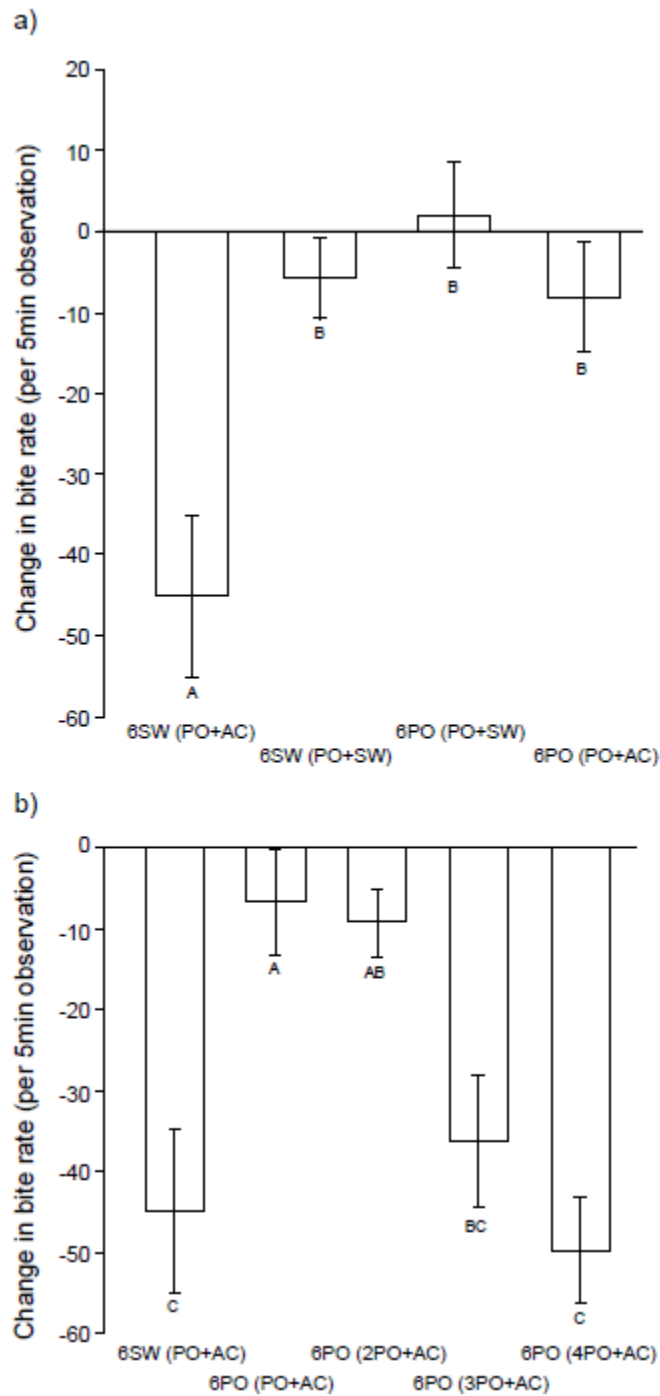 a)
Change in bite rate (per 5min observation)
20
10
0
-10
-20
-30
-40
-50
-60
A
B
B
B
6SW (PO+AC)
6SW (PO+SW)
6PO (PO+SW)
6PO (PO+AC)
b)
Change in bite rate (per 5min observation)
0
-10
-20
-30
-40
-50
-60
C
A
AB
BC
C
6SW (PO+AC)
6PO (PO+AC)
6PO (2PO+AC)
6PO (3PO+AC)
6PO (4PO+AC)